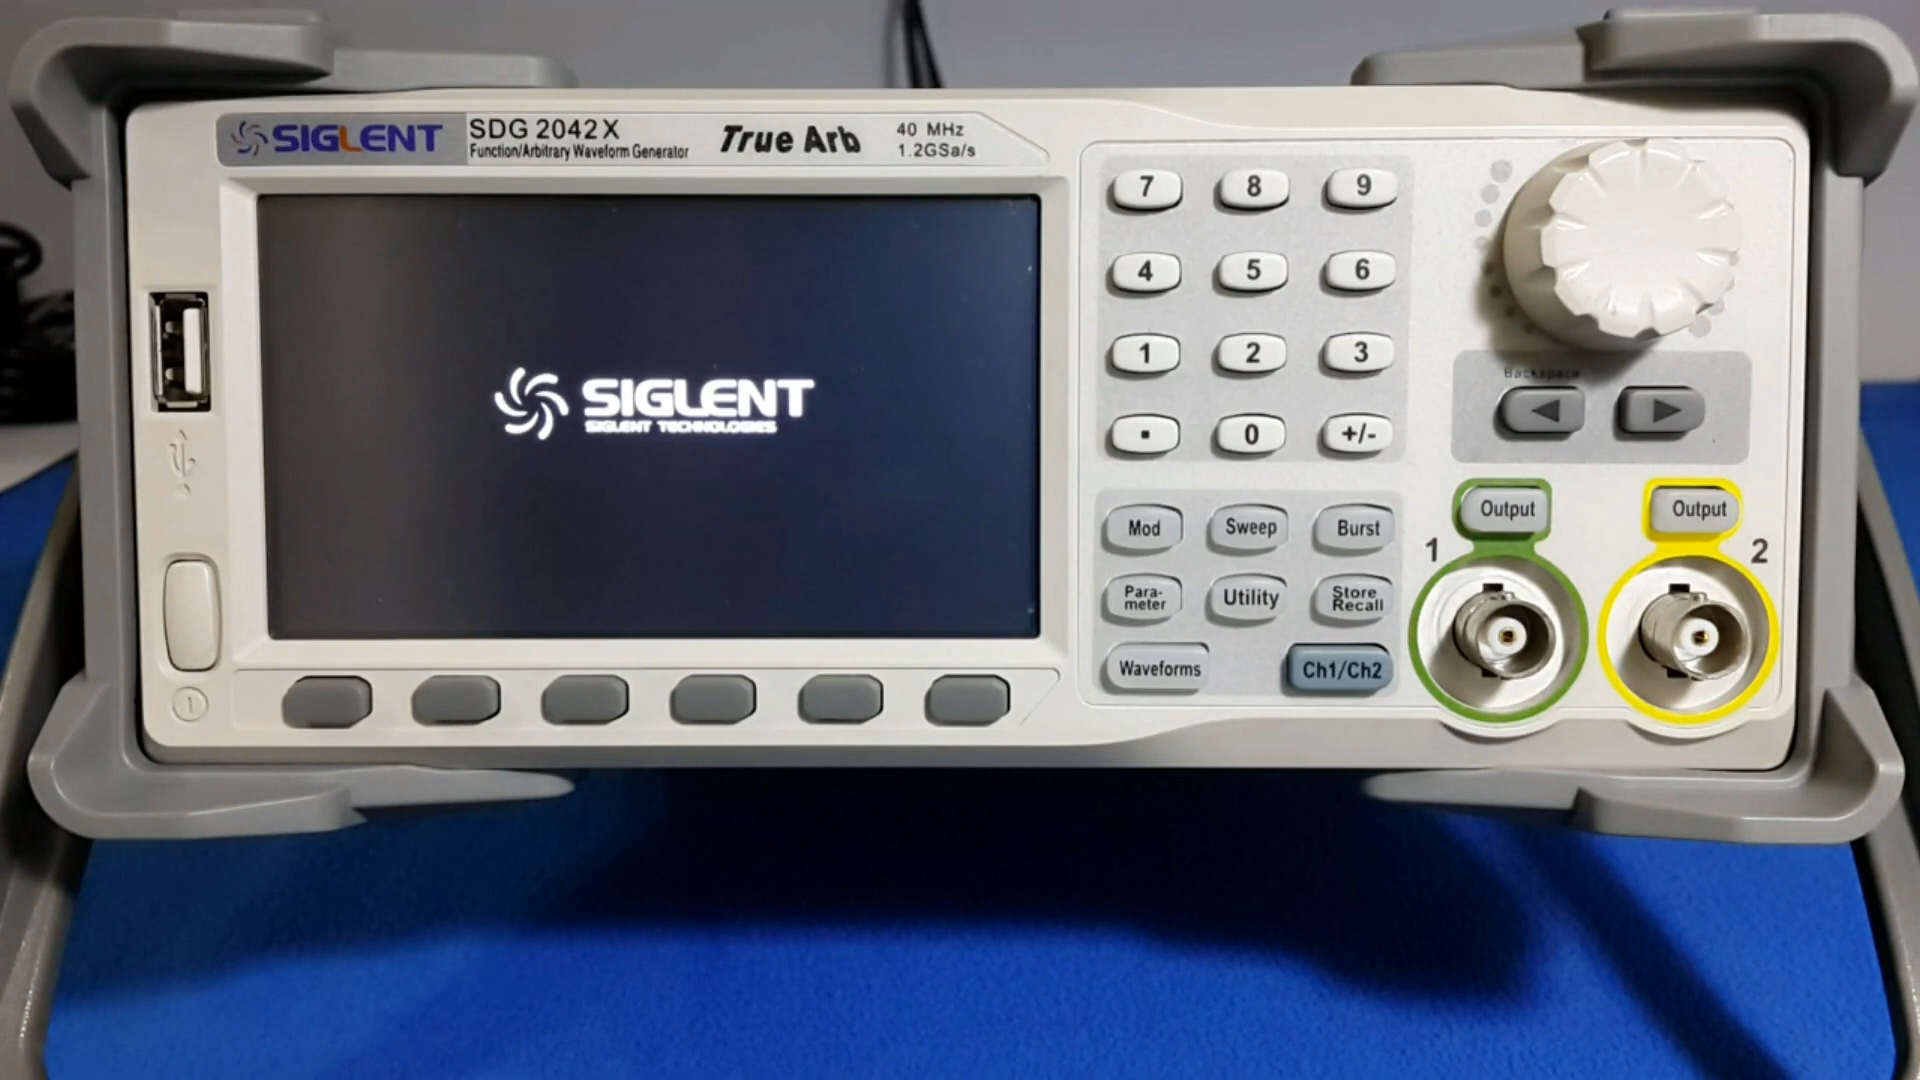 SIGLENT
SDG 2042X
Function/Arbitrary Waveform Generator
True Arb
40 MHz
1.2GSa/s
SIGLENT
SIGLENT TECHNOLOGIES
7 8 9
4 5 6
1 2 3
. 0 +/-
Backspace
Mod Sweep Burst
Para-
meter
Utility
Store
Recall
Waveforms
Ch1/Ch2
Output
1
Output
2